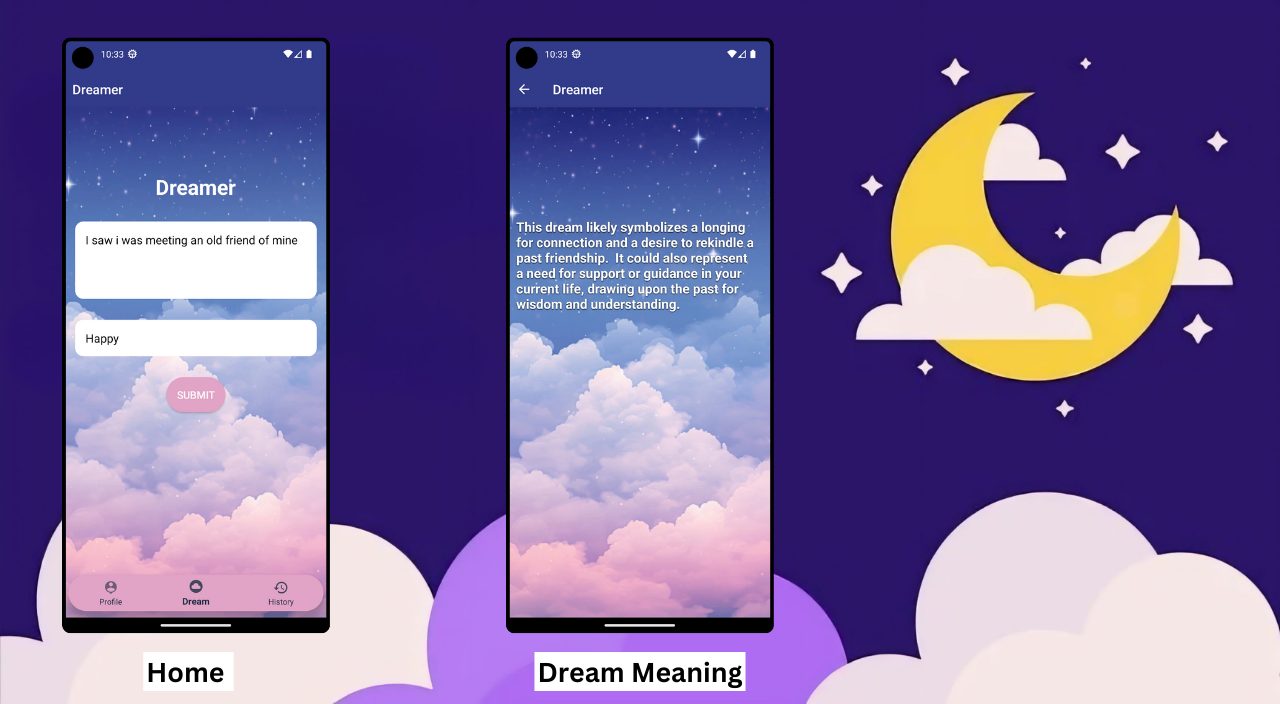 10:33
Dreamer
Dreamer
I saw i was meeting an old friend of mine
Happy
SUBMIT
Profile
Dream
History
Home
10:33
Dreamer
This dream likely symbolizes a longing
for connection and a desire to rekindle a
past friendship.  It could also represent
a need for support or guidance in your
current life, drawing upon the past for
wisdom and understanding.
Dream Meaning